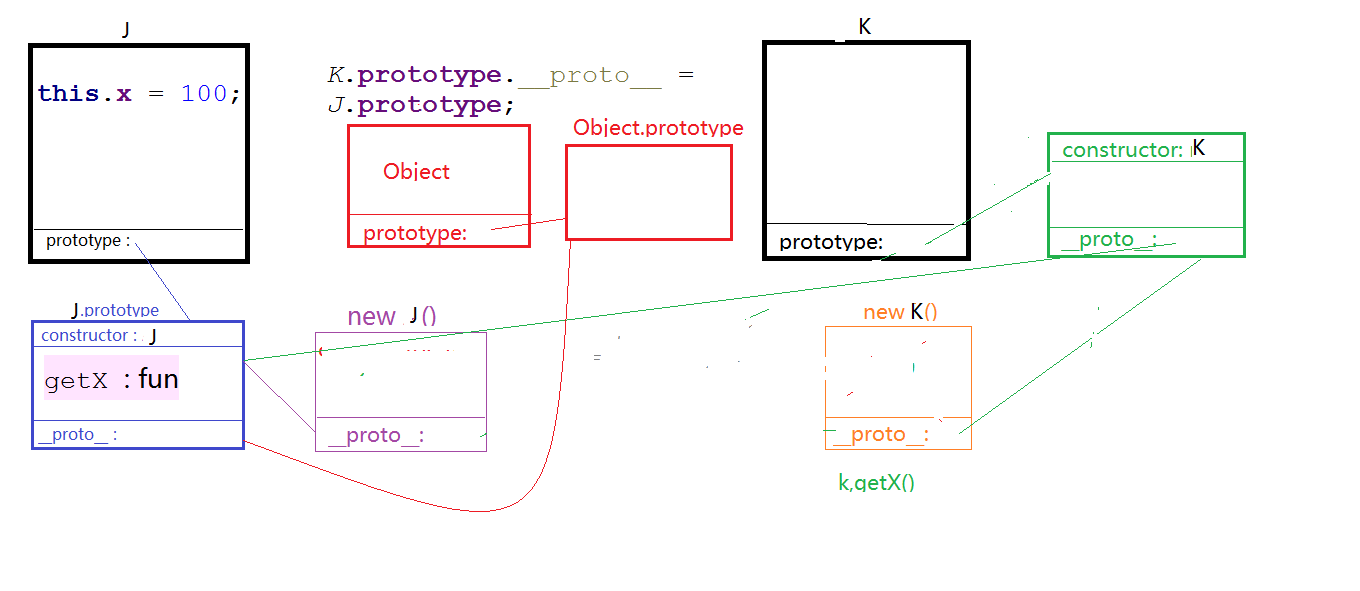 J
K
this.x = 100;
K.prototype.__proto__ =
J.prototype;
Object.prototype
Object
prototype:
prototype :
prototype:
constructor: K
__proto__:
J.prototype
constructor : J
getX : fun
__proto__ :
new J()
__proto__:
new K()
__proto__:
k,getX()
=